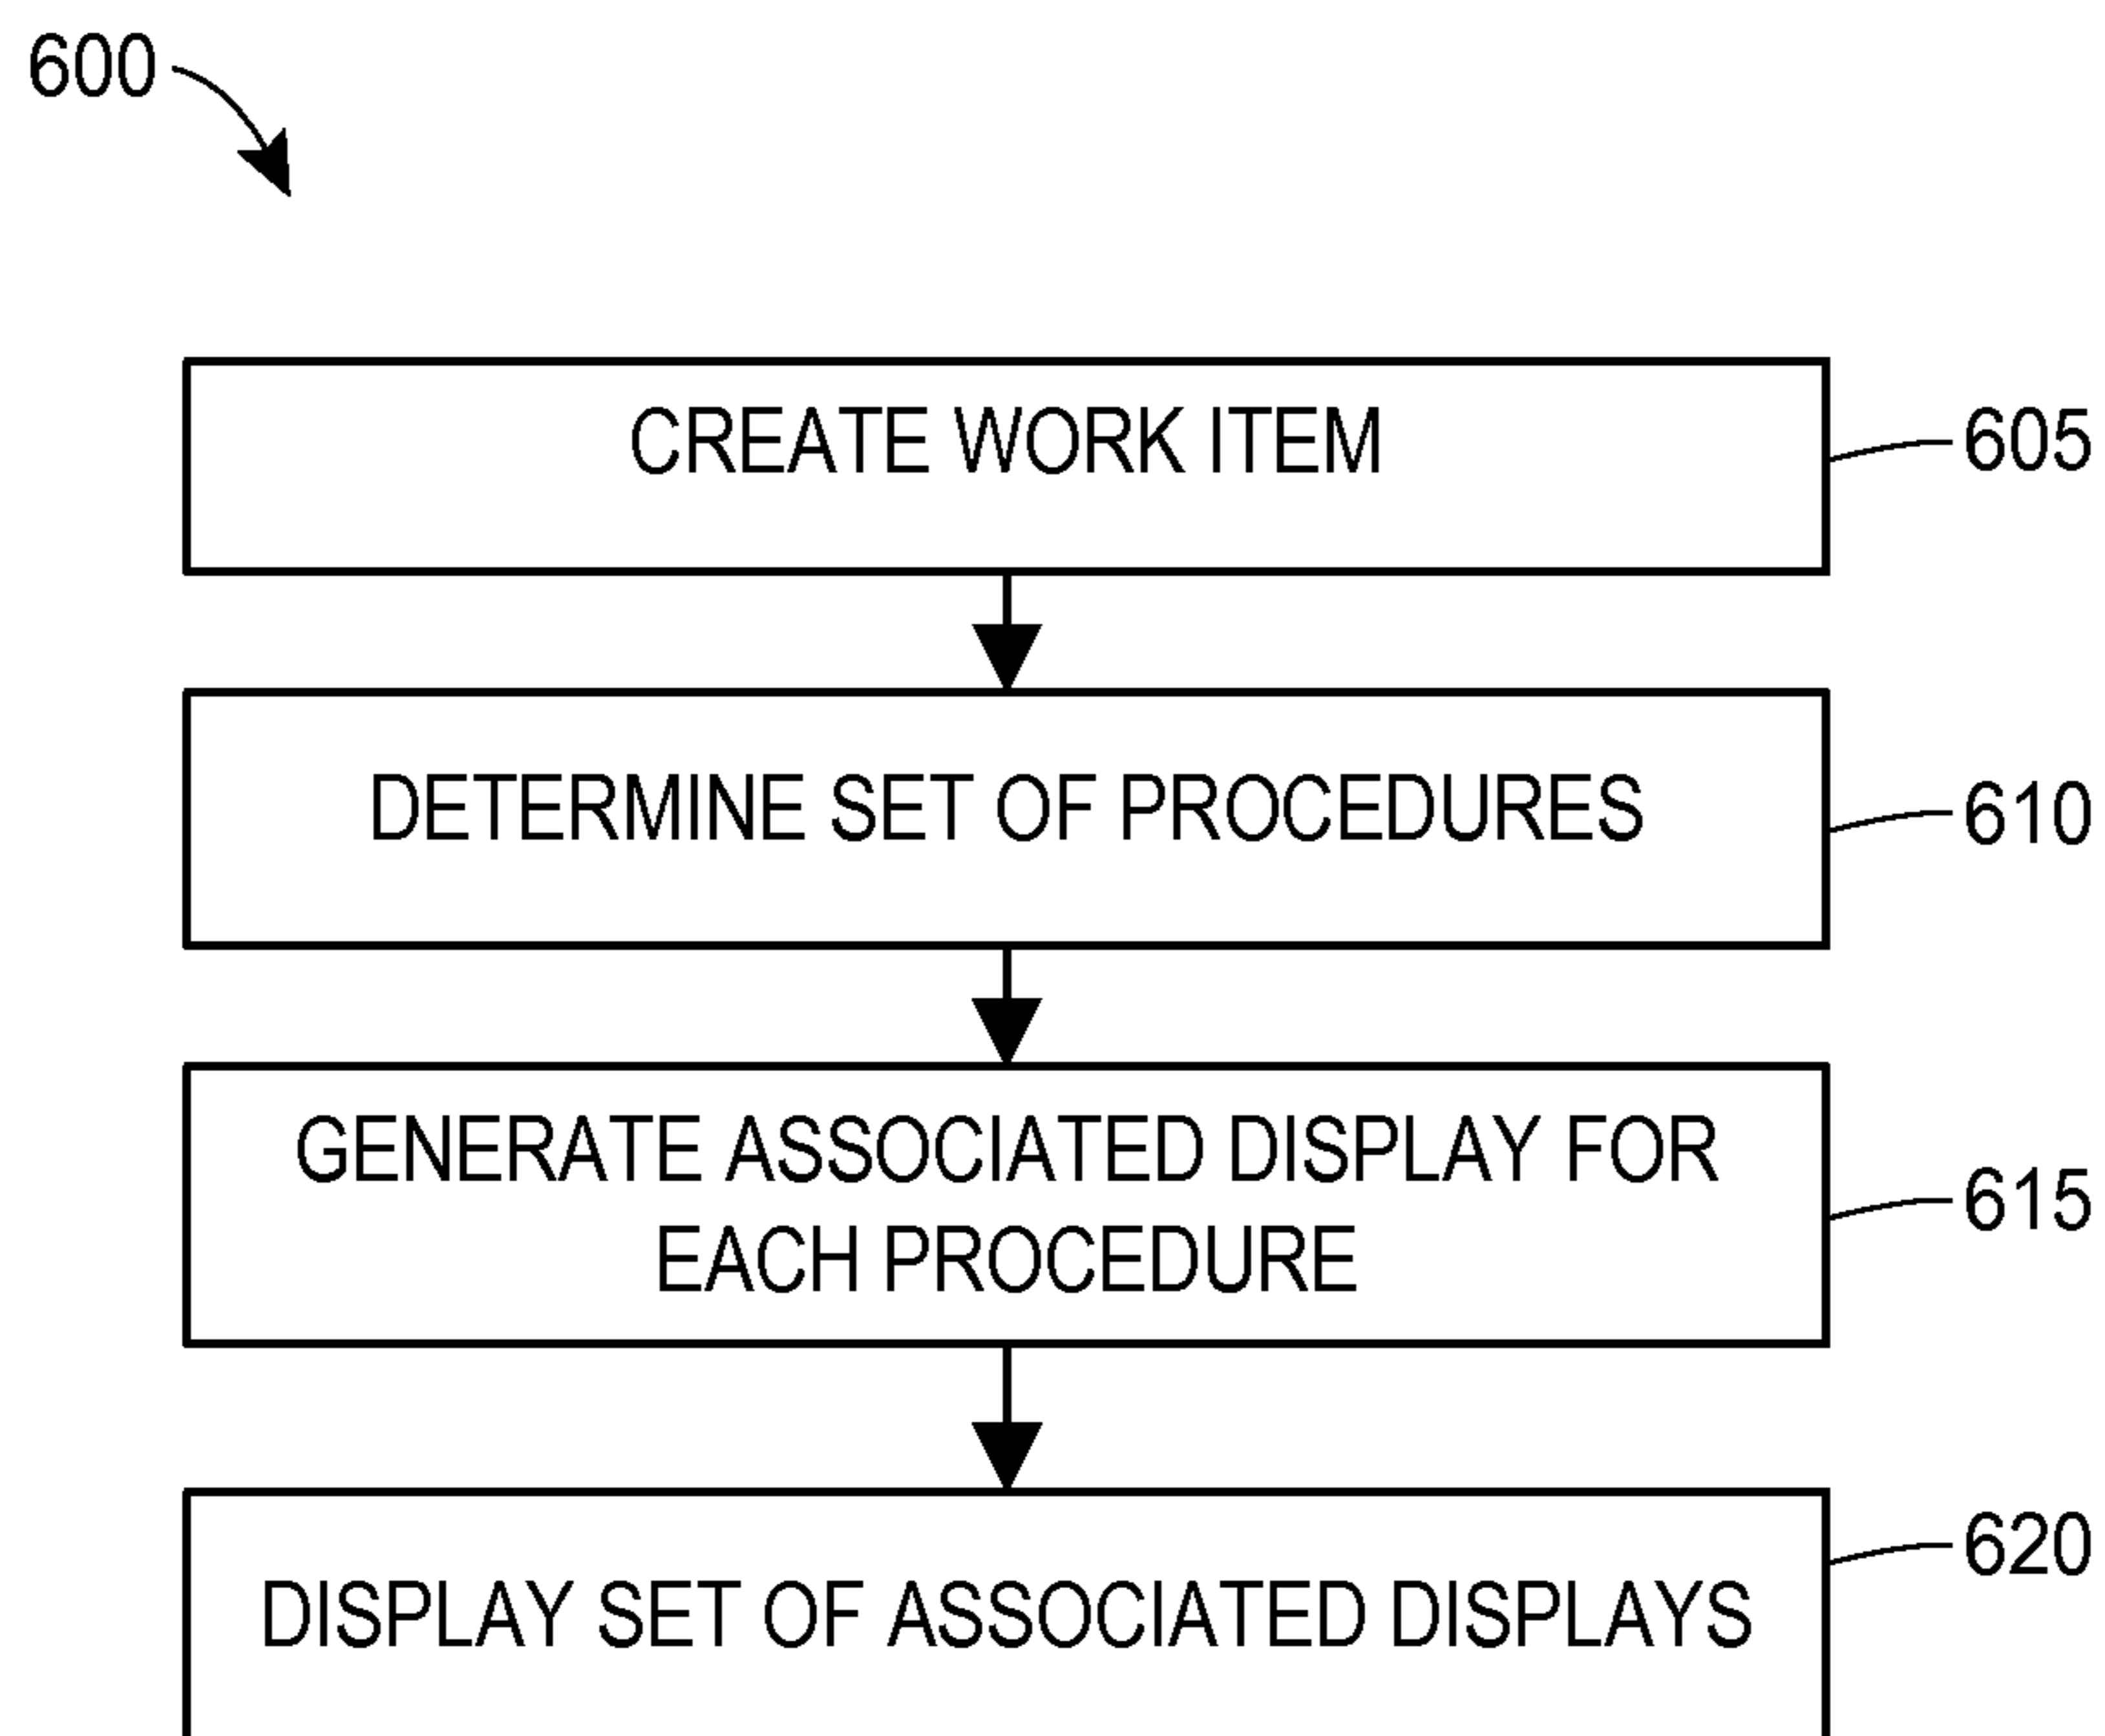 600
CREATE WORK ITEM
605
DETERMINE SET OF PROCEDURES
610
GENERATE ASSOCIATED DISPLAY FOR
EACH PROCEDURE
615
620
DISPLAY SET OF ASSOCIATED DISPLAYS